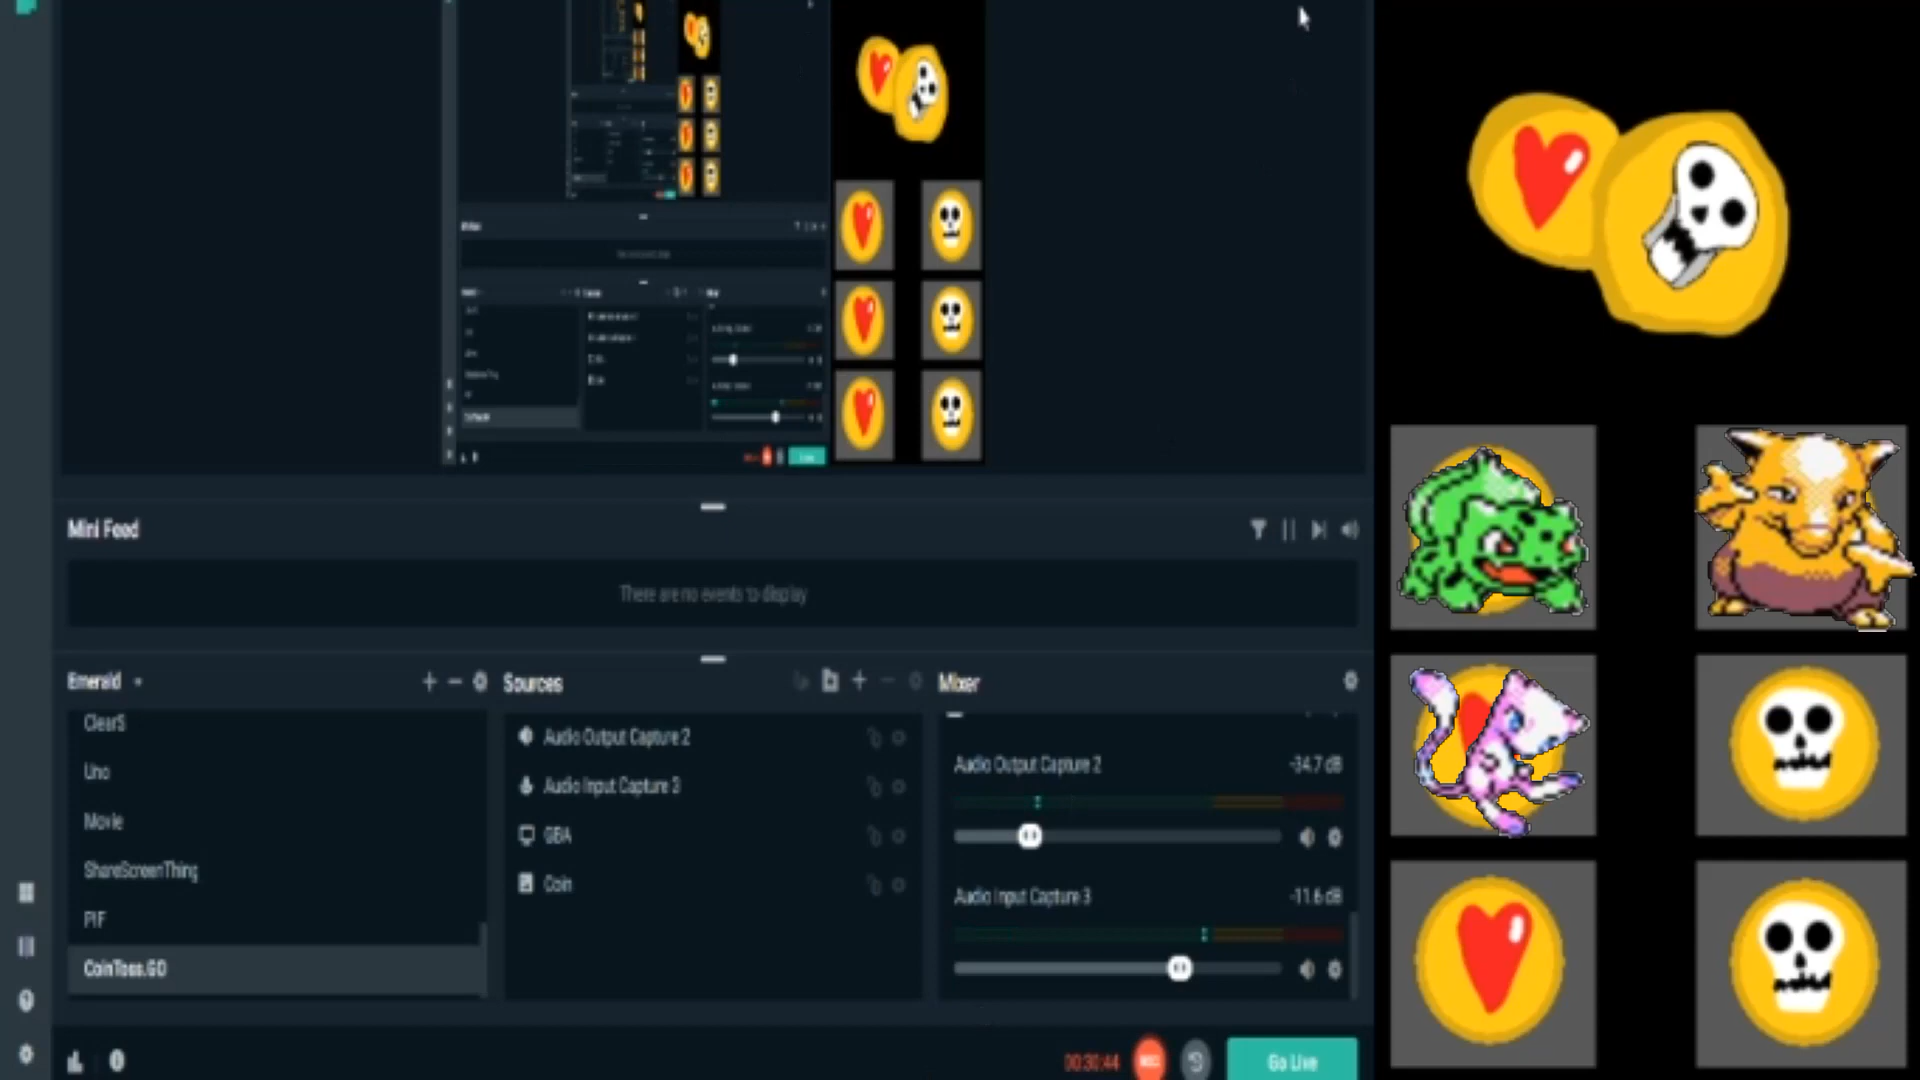 Mini Feed
There are no events to display
Emerald
Sources
Mixer
ClearS
Uno
Movie
ShareScreenThing
PIF
CoinToss.GO
Audio Output Capture 2
Audio Input Capture 3
GBA
Coin
Audio Output Capture 2 -34.7 dB
Audio Input Capture 3 -11.6 dB
00:30:44
REC
Go Live